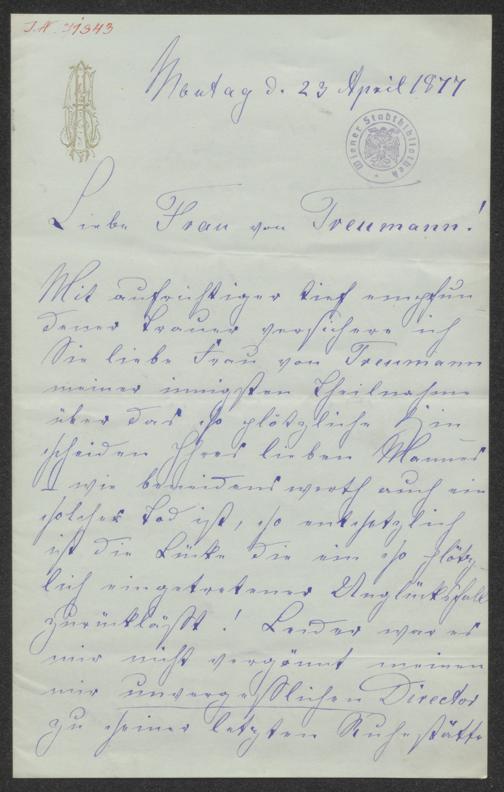 I.N. 41943
Montag d. 23 April 1877
Wiener Stadtbibliothek
Liebe Frau von Treumann!
Mit aufrichtiger tief empfun
dener Trauer versichere ich
Sie liebe Frau von Treumann
meiner innigsten Theilnahme
über das so plötzliche Hin
scheiden Ihres lieben Mannes
– wie beneidenswerth auch ein
solcher Tod ist, so entsetzlich
ist die Lücke die ein so plötz
lich eingetretener Unglücksfall
zurückläßt! Leider war es
mir nicht vergönnt meinen
mir unvergeßlichen Director
zu seiner letzten Ruhestätte